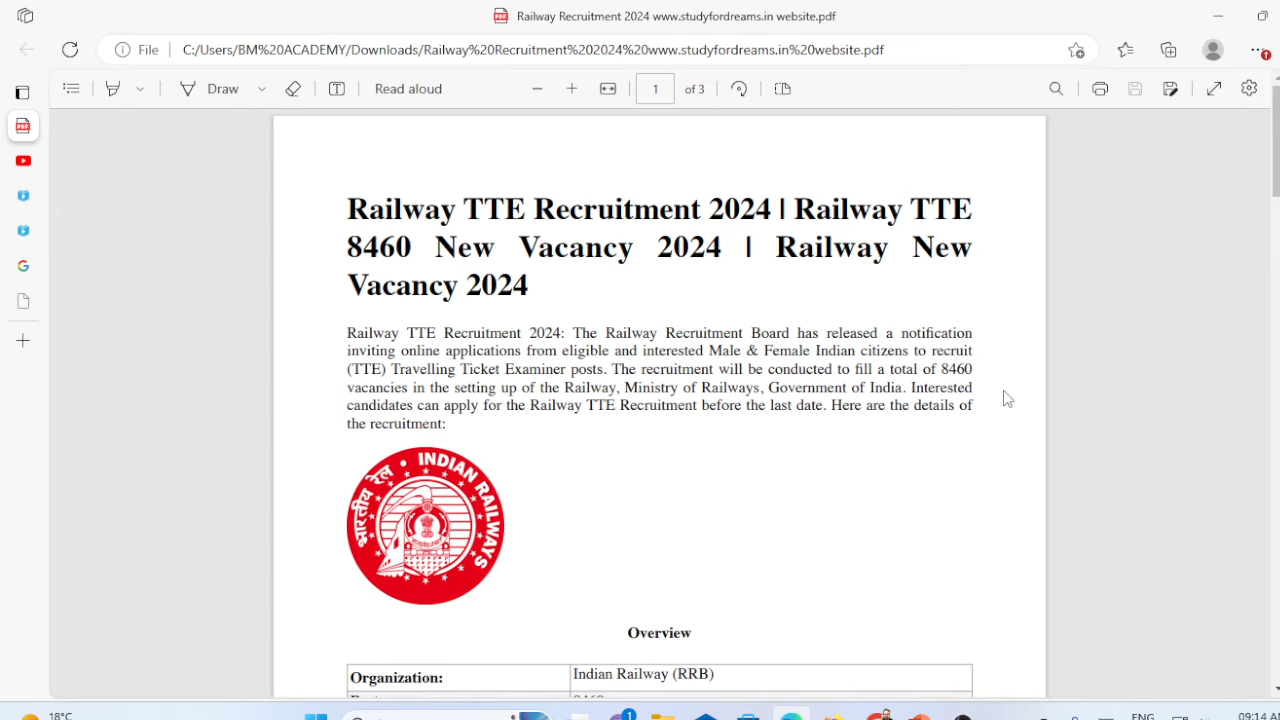 Railway Recruitment 2024 www.studyfordreams.in website.pdf
File C:/Users/BM%20ACADEMY/Downloads/Railway%20Recruitment%202024%20www.studyfordreams.in%20website.pdf
Draw Read aloud 1 of 3
Railway TTE Recruitment 2024 | Railway TTE
8460 New Vacancy 2024 | Railway New
Vacancy 2024
Railway TTE Recruitment 2024: The Railway Recruitment Board has released a notification
inviting online applications from eligible and interested Male & Female Indian citizens to recruit
(TTE) Travelling Ticket Examiner posts. The recruitment will be conducted to fill a total of 8460
vacancies in the setting up of the Railway, Ministry of Railways, Government of India. Interested
candidates can apply for the Railway TTE Recruitment before the last date. Here are the details of
the recruitment:
भारतीय रेल • INDIAN RAILWAYS
Overview
Organization: Indian Railway (RRB)
18°C 1 ENG 09:14